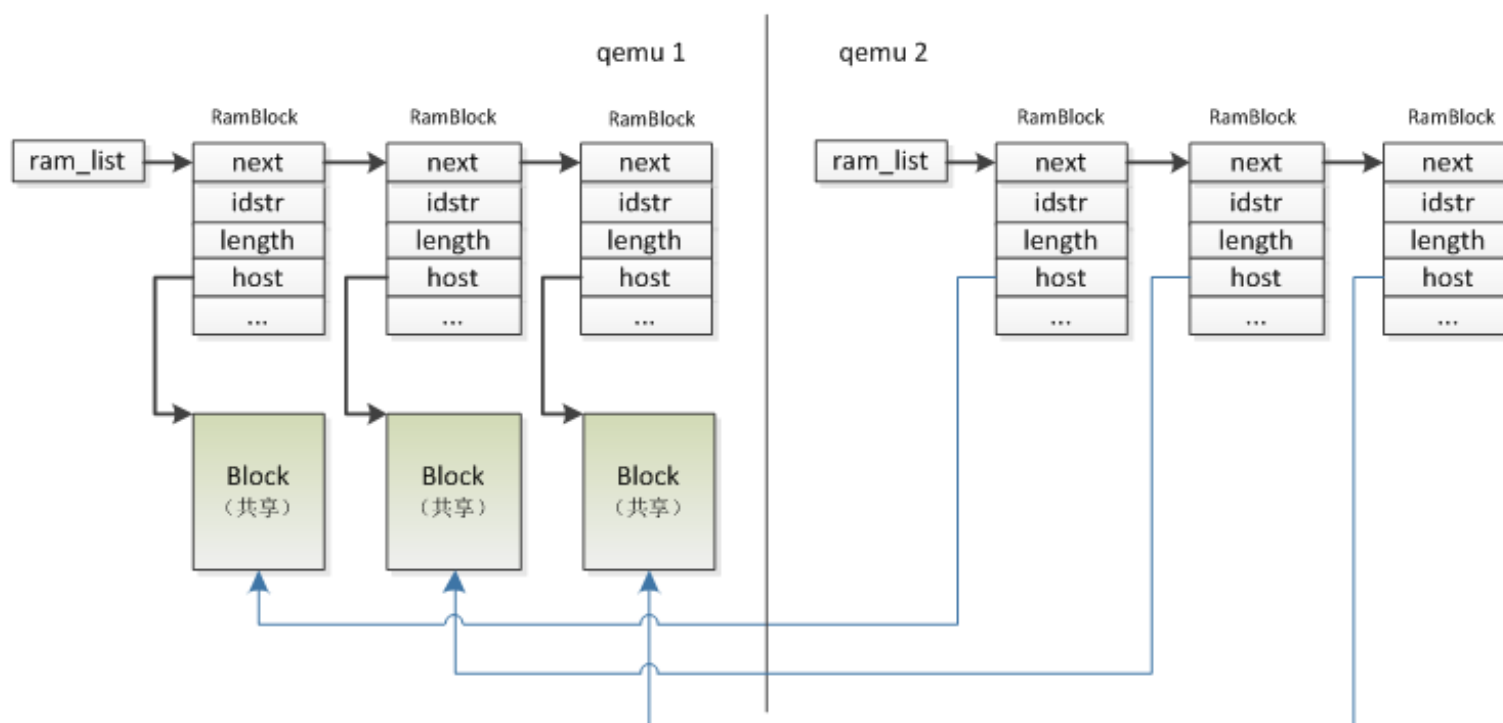 qemu 1
qemu 2
RamBlock
RamBlock
RamBlock
RamBlock
RamBlock
RamBlock
ram_list
next
next
next
ram_list
next
next
next
idstr
idstr
idstr
idstr
idstr
idstr
length
length
length
length
length
length
host
host
host
host
host
host
...
...
...
...
...
...
Block
（共享）
Block
（共享）
Block
（共享）